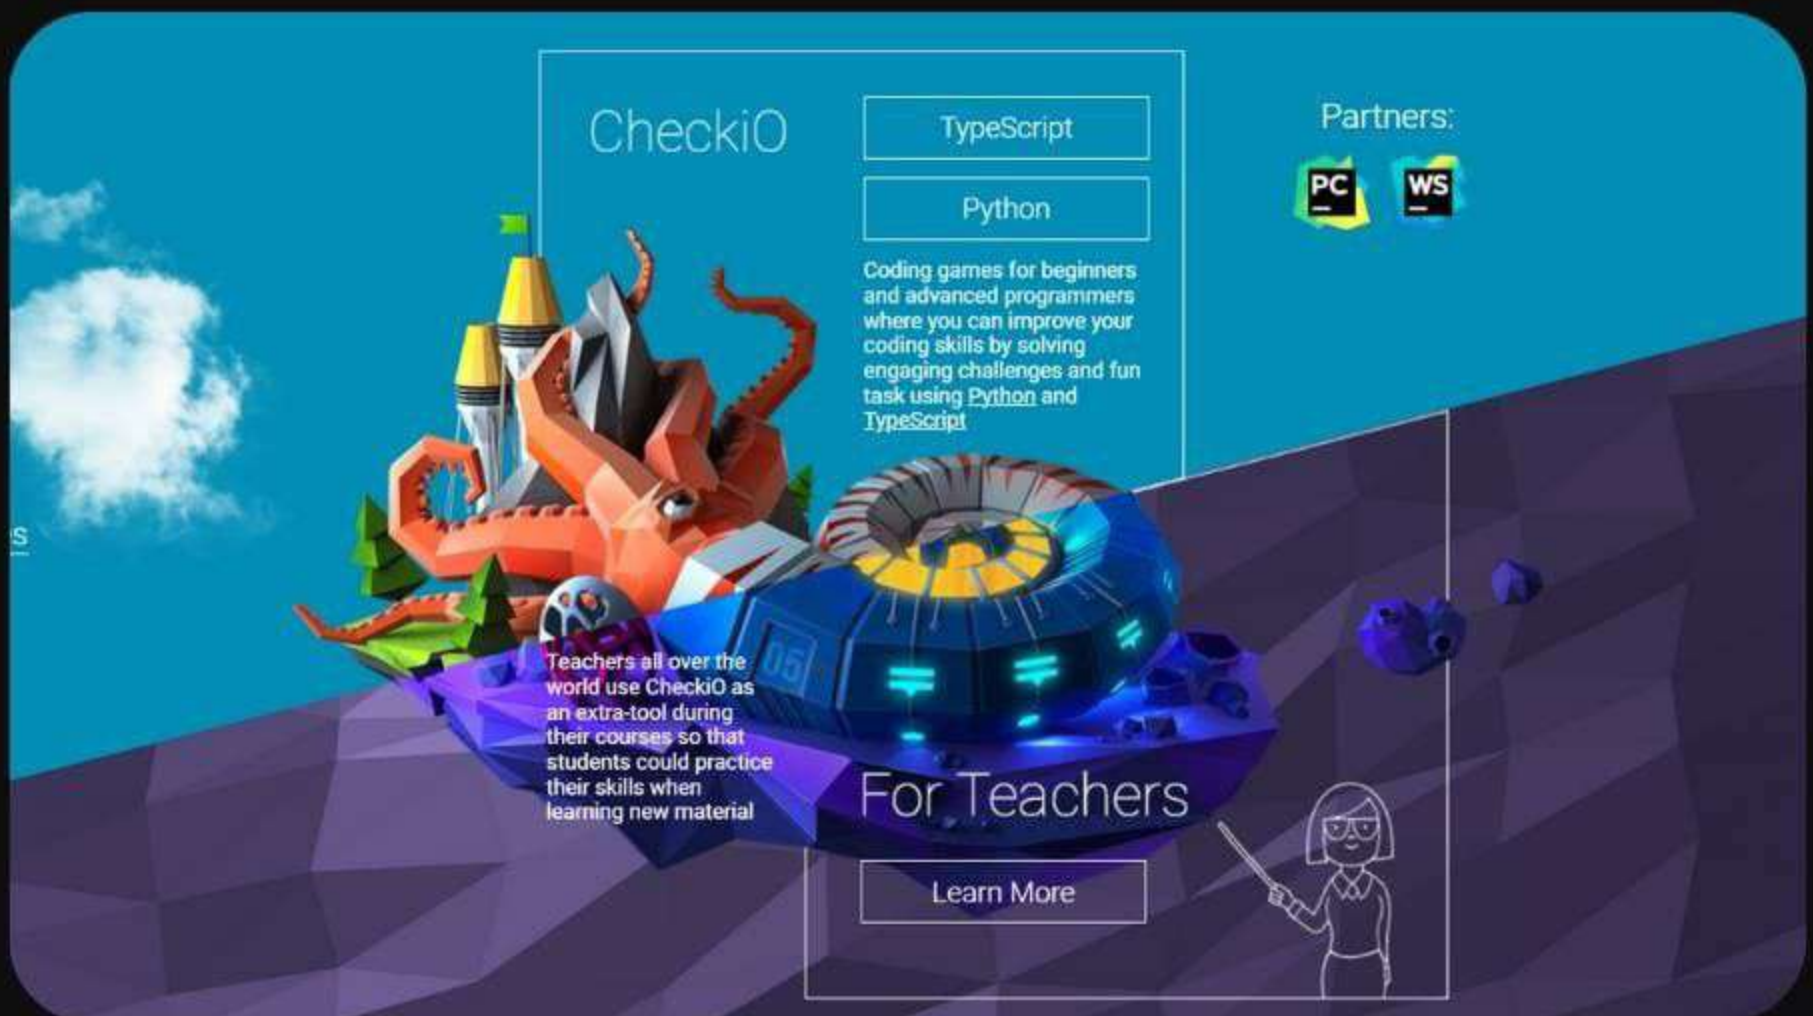 CheckiO
TypeScript
Python
Coding games for beginners
and advanced programmers
where you can improve your
coding skills by solving
engaging challenges and fun
task using Python and
TypeScript
Partners:
PC
WS
05
Teachers all over the
world use CheckiO as
an extra-tool during
their courses so that
students could practice
their skills when
learning new material
For Teachers
Learn More